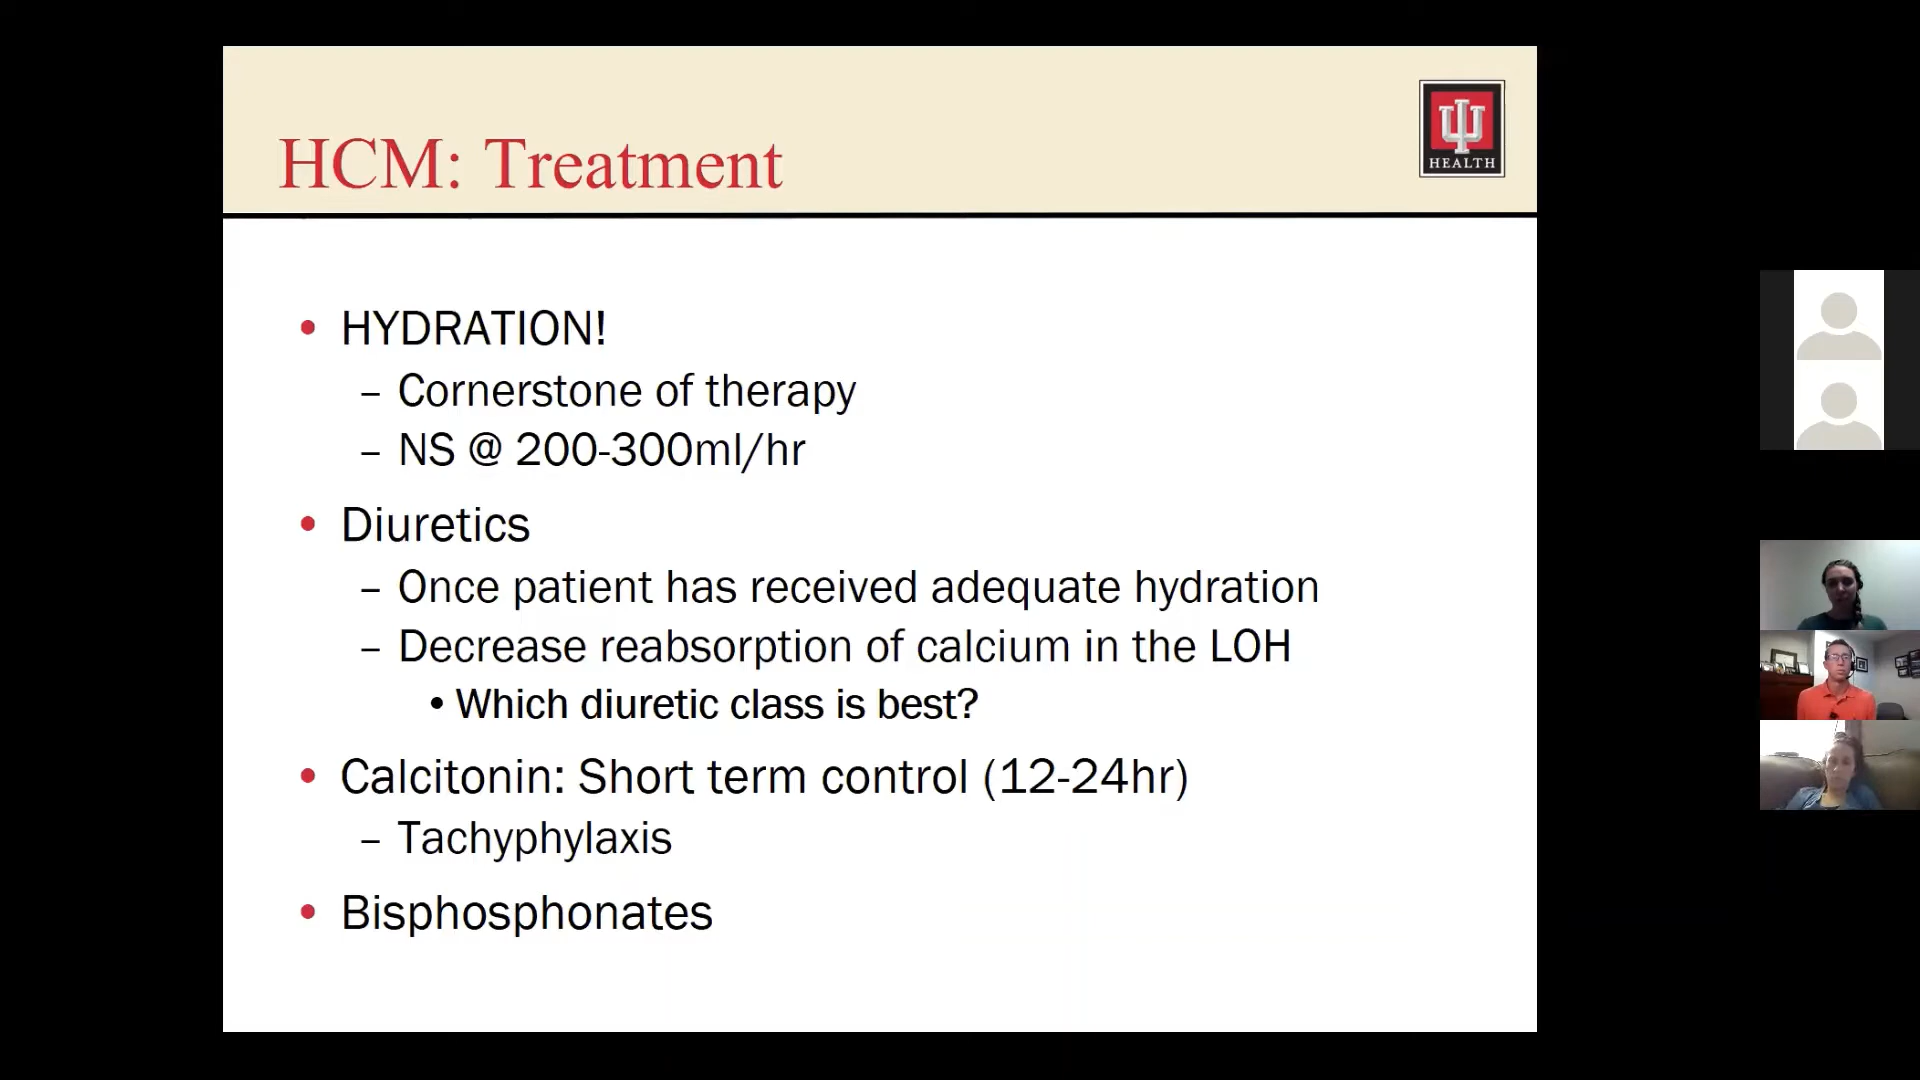 HCM: Treatment
HEALTH
• HYDRATION!
– Cornerstone of therapy
– NS @ 200-300ml/hr
• Diuretics
– Once patient has received adequate hydration
– Decrease reabsorption of calcium in the LOH
• Which diuretic class is best?
• Calcitonin: Short term control (12-24hr)
– Tachyphylaxis
• Bisphosphonates